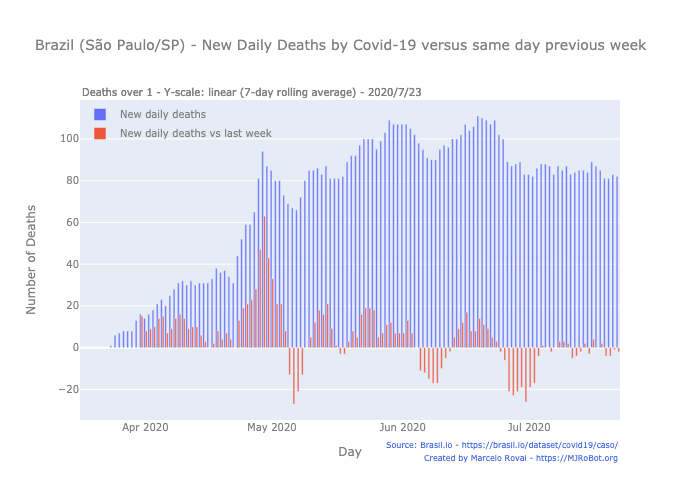 Brazil (São Paulo/SP) - New Daily Deaths by Covid-19 versus same day previous week
Deaths over 1 - Y-scale: linear (7-day rolling average) - 2020/7/23
New daily deaths
New daily deaths vs last week
100
80
60
40
20
0
−20
Number of Deaths
Apr 2020 May 2020 Jun 2020 Jul 2020
Day
Source: Brasil.io - https://brasil.io/dataset/covid19/caso/
Created by Marcelo Rovai - https://MJRoBot.org